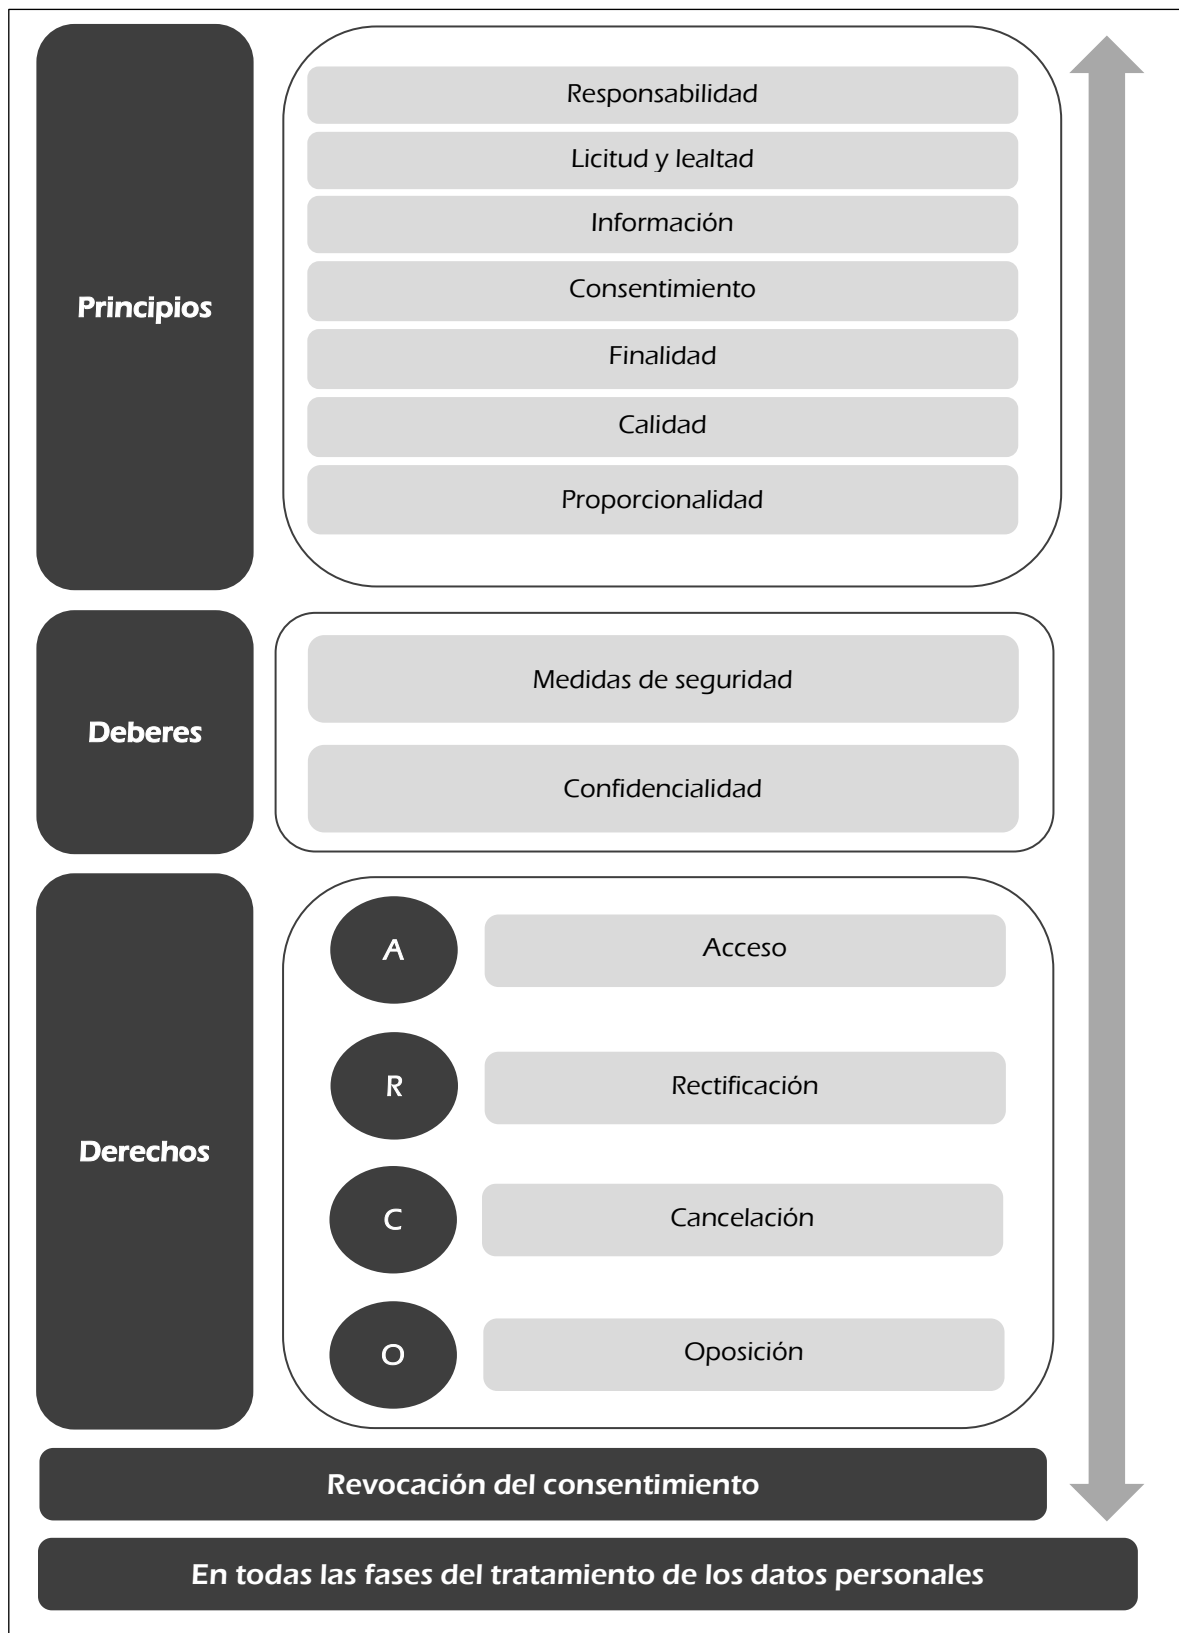 Principios
Responsabilidad
Licitud y lealtad
Información
Consentimiento
Finalidad
Calidad
Proporcionalidad
Deberes
Medidas de seguridad
Confidencialidad
Derechos
A
Acceso
R
Rectificación
C
Cancelación
O
Oposición
Revocación del consentimiento
En todas las fases del tratamiento de los datos personales